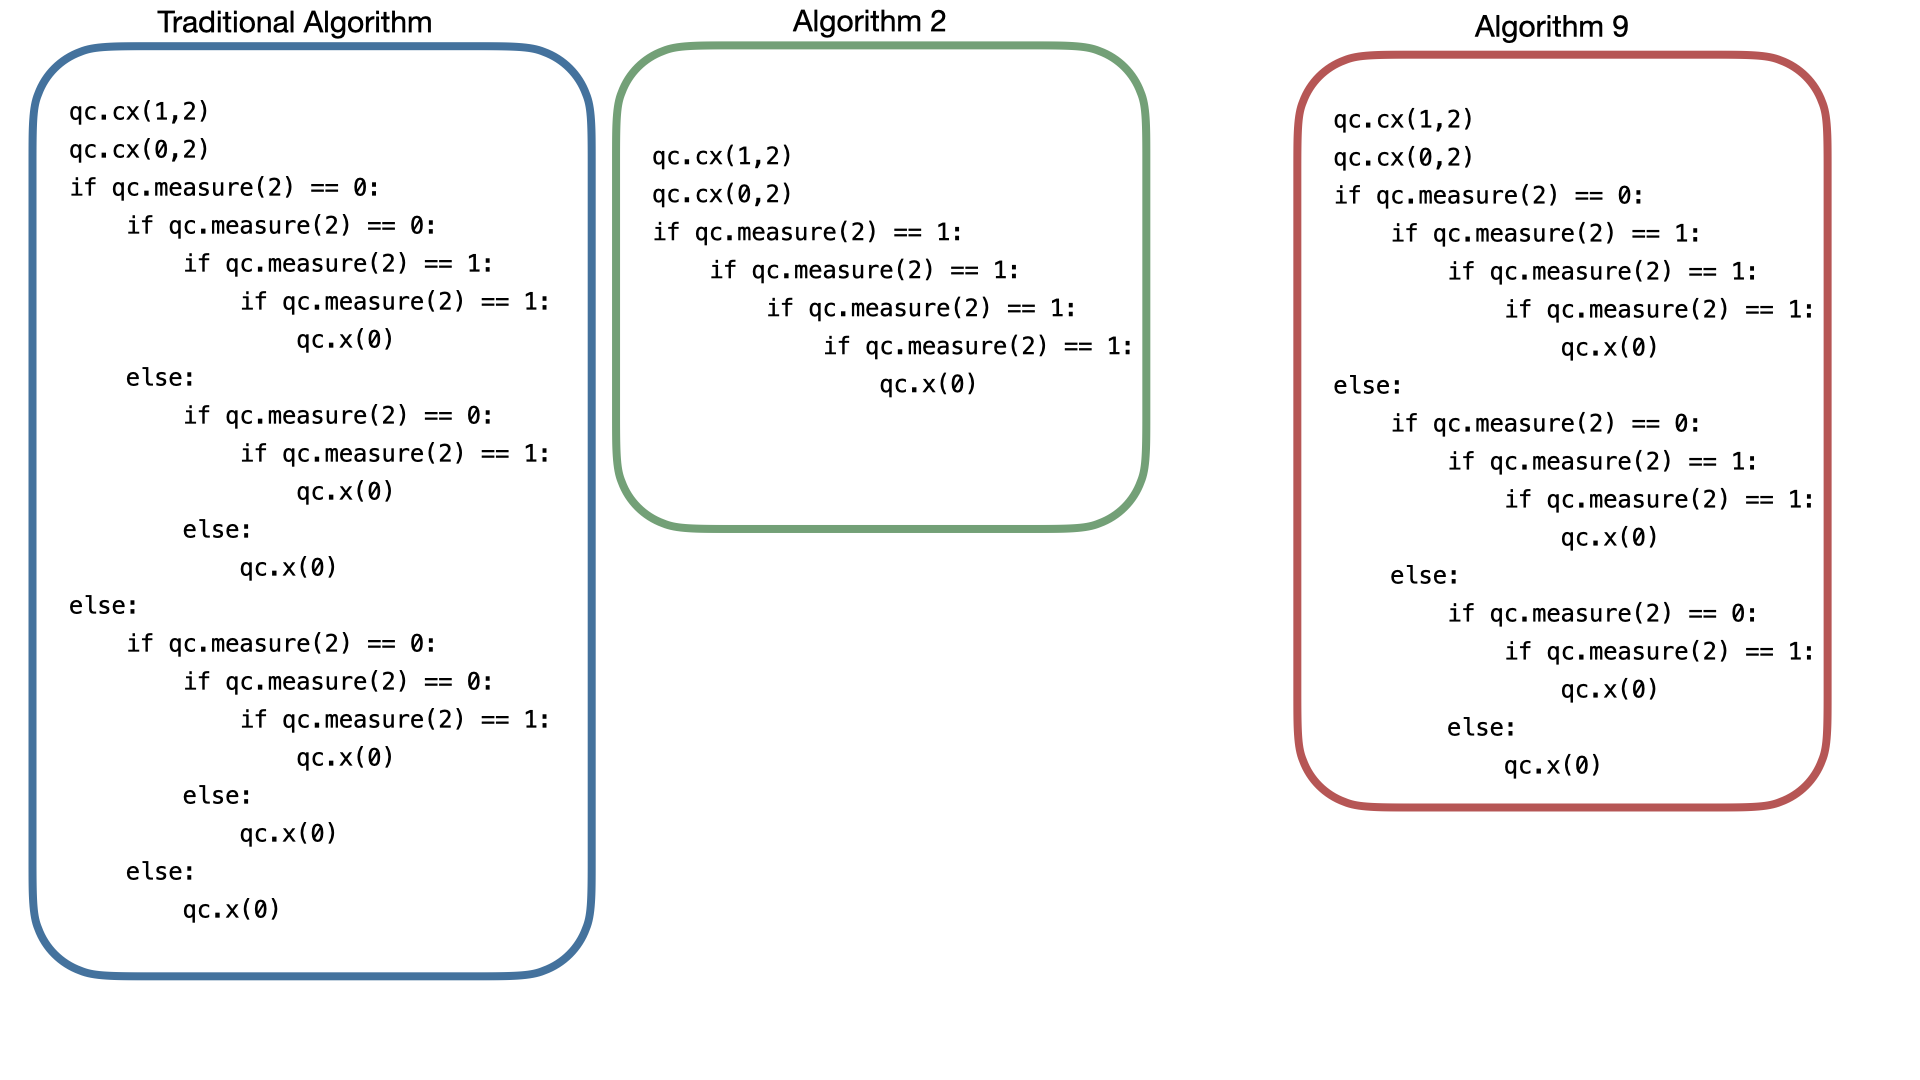 Traditional Algorithm
qc.cx(1,2)
qc.cx(0,2)
if qc.measure(2) == 0:
    if qc.measure(2) == 0:
        if qc.measure(2) == 1:
            if qc.measure(2) == 1:
                qc.x(0)
    else:
        if qc.measure(2) == 0:
            if qc.measure(2) == 1:
                qc.x(0)
        else:
            qc.x(0)
else:
    if qc.measure(2) == 0:
        if qc.measure(2) == 0:
            if qc.measure(2) == 1:
                qc.x(0)
        else:
            qc.x(0)
    else:
        qc.x(0)
Algorithm 2
qc.cx(1,2)
qc.cx(0,2)
if qc.measure(2) == 1:
    if qc.measure(2) == 1:
        if qc.measure(2) == 1:
            if qc.measure(2) == 1:
                qc.x(0)
Algorithm 9
qc.cx(1,2)
qc.cx(0,2)
if qc.measure(2) == 0:
    if qc.measure(2) == 1:
        if qc.measure(2) == 1:
            if qc.measure(2) == 1:
                qc.x(0)
else:
    if qc.measure(2) == 0:
        if qc.measure(2) == 1:
            if qc.measure(2) == 1:
                qc.x(0)
    else:
        if qc.measure(2) == 0:
            if qc.measure(2) == 1:
                qc.x(0)
        else:
            qc.x(0)